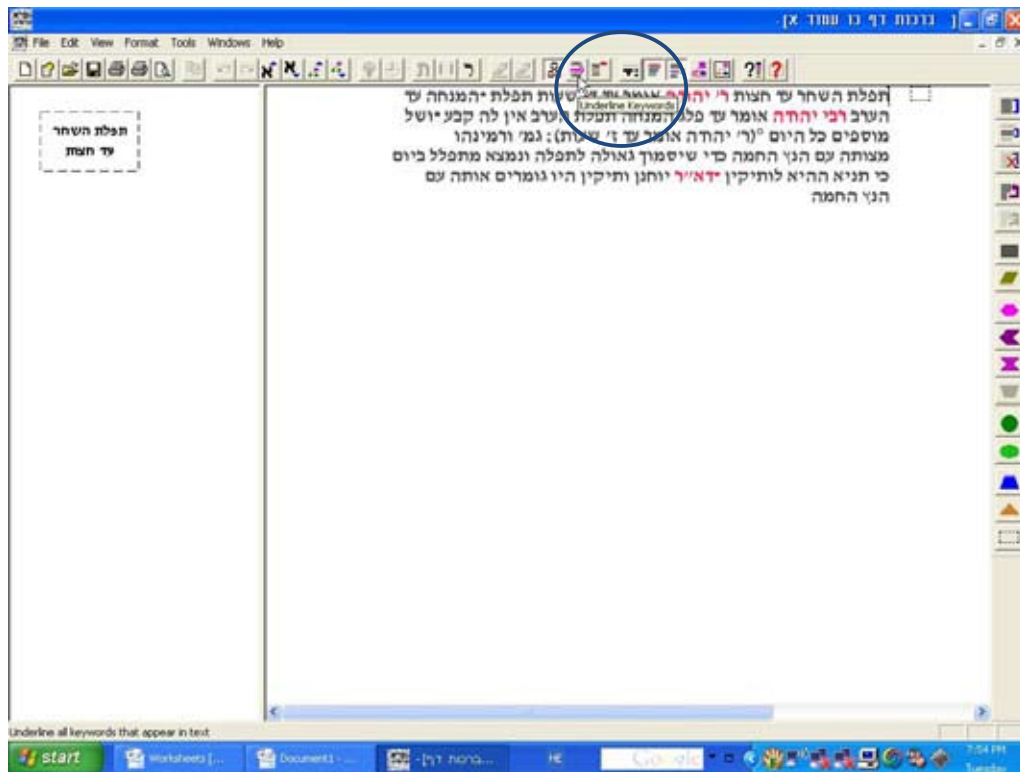 ברכות דף כו עמוד א
File Edit View Format Tools Windows Help
Underline Keywords
תפלת השחר עד חצות ר' יהודה אומר עד ד' שעות תפלת *המנחה עד
הערב רבי יהודה אומר עד פלג המנחה תפלת הערב אין לה קבע *ושל
מוספים כל היום °(ר' יהודה אומר עד ז' שעות): גמ' ורמינהו
מצותה עם הנץ החמה כדי שיסמוך גאולה לתפלה ונמצא מתפלל ביום
כי תניא ההיא לותיקין *דא"ר יוחנן ותיקין היו גומרים אותה עם
הנץ החמה
תפלת השחר
עד חצות
Underline all keywords that appear in text
start
Worksheets [...
Document1 - ...
HE
Google
7:54 PM
Tuesday